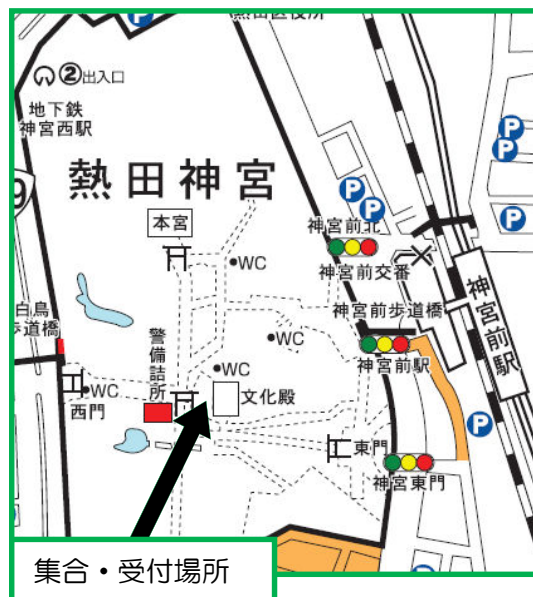 熱田区役所
②出入口
地下鉄
神宮西駅
熱田神宮
本宮
神宮前北
WC
神宮前交番
神宮前歩道橋
神宮前駅
白鳥
歩道橋
警備詰所
WC
WC
神宮前駅
WC
西門
文化殿
東門
神宮東門
集合・受付場所
P
P
P
P
P
P
P
9